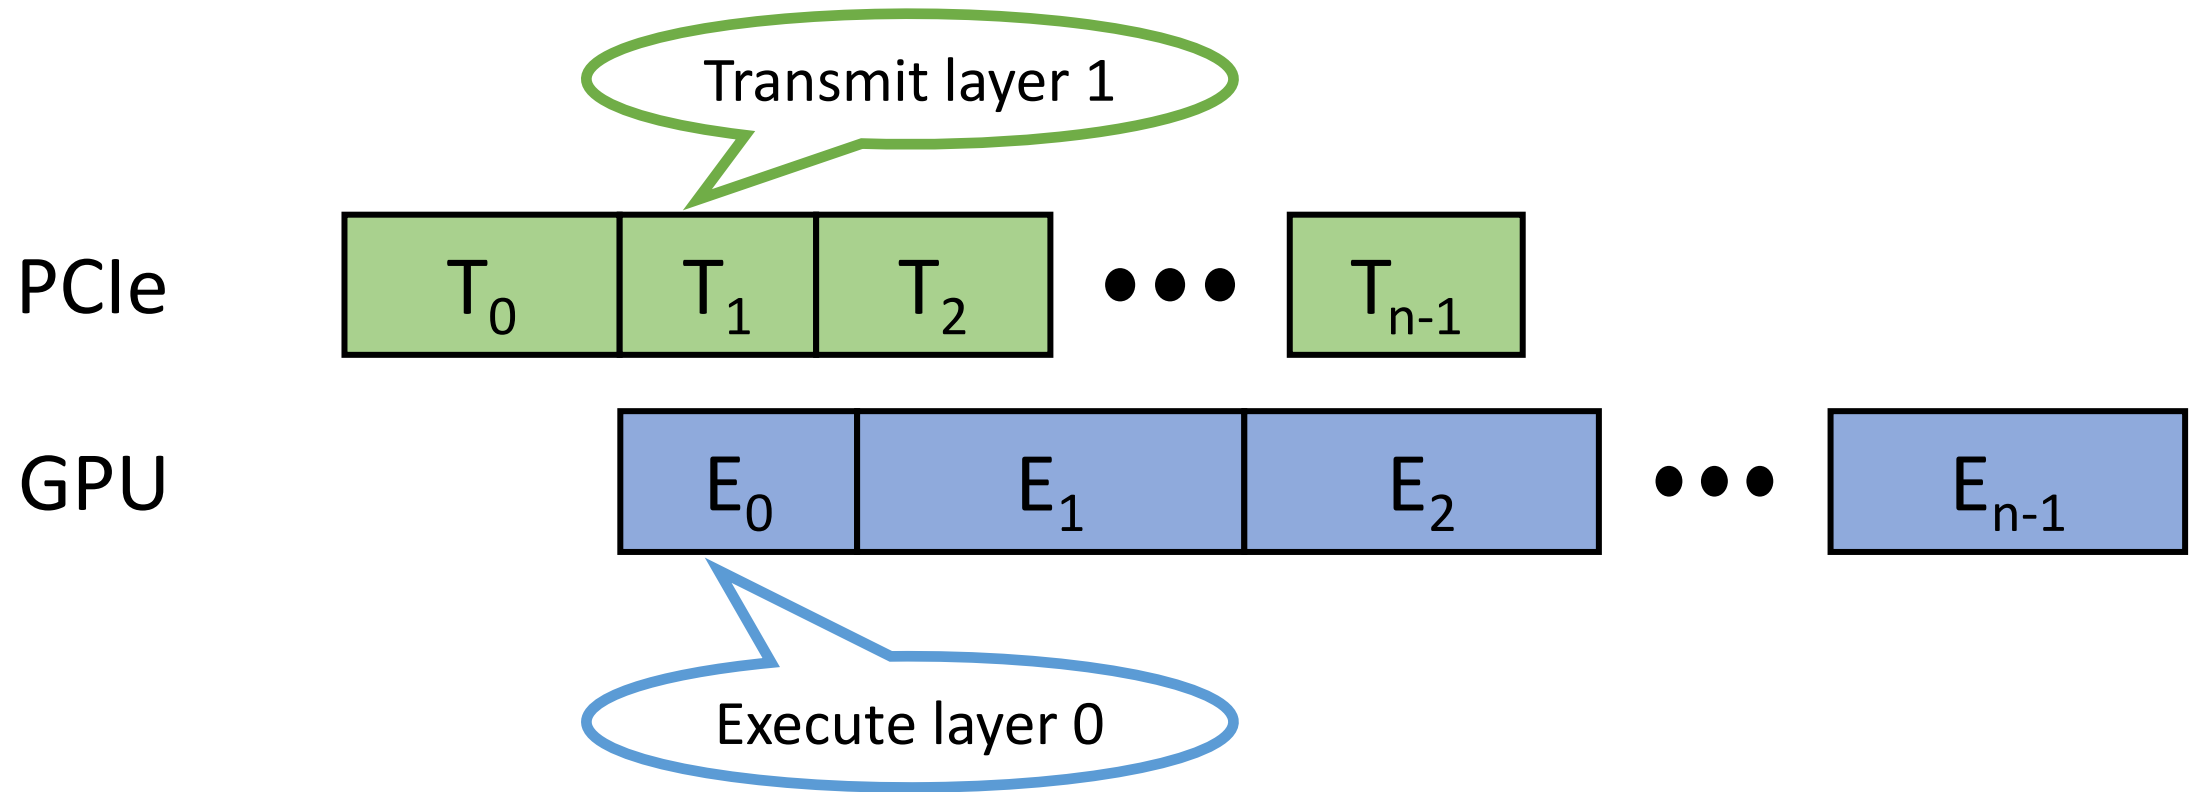 Transmit layer 1
PCIe T₀ T₁ T₂ ••• Tₙ₋₁
GPU E₀ E₁ E₂ ••• Eₙ₋₁
Execute layer 0